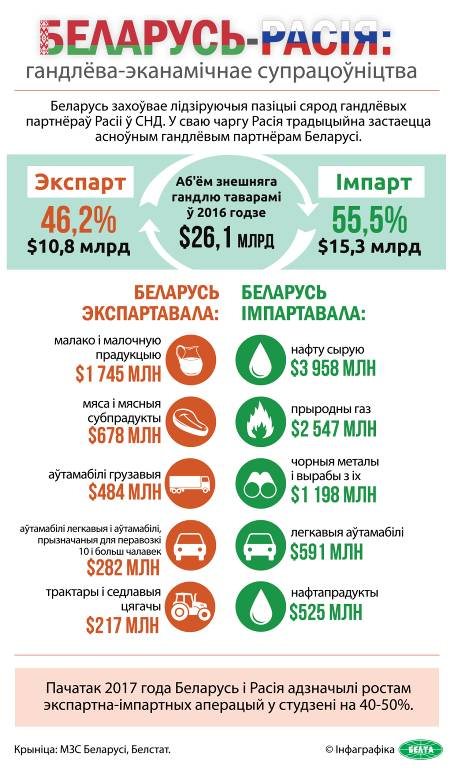 БЕЛАРУСЬ-РАСІЯ:
гандлёва-эканамічнае супрацоўніцтва
Беларусь захоўвае лідзіруючыя пазіцыі сярод гандлёвых
партнёраў Расіі ў СНД. У сваю чаргу Расія традыцыйна застаецца
асноўным гандлёвым партнёрам Беларусі.
Экспарт
46,2%
$10,8 млрд
Аб'ём знешняга
гандлю таварамі
ў 2016 годзе
$26,1 млрд
Імпарт
55,5%
$15,3 млрд
БЕЛАРУСЬ
ЭКСПАРТАВАЛА:
малако і малочную
прадукцыю
$1 745 МЛН
мяса і мясныя
субпрадукты
$678 МЛН
аўтамабілі грузавыя
$484 МЛН
аўтамабілі легкавыя і аўтамабілі,
прызначаныя для перавозкі
10 і больш чалавек
$282 МЛН
трактары і седлавыя
цягачы
$217 МЛН
БЕЛАРУСЬ
ІМПАРТАВАЛА:
нафту сырую
$3 958 МЛН
прыродны газ
$2 547 МЛН
чорныя металы
і вырабы з іх
$1 198 МЛН
легкавыя аўтамабілі
$591 МЛН
нафтапрадукты
$525 МЛН
Пачатак 2017 года Беларусь і Расія адзначылі ростам
экспартна-імпартных аперацый у студзені на 40-50%.
Крыніца: МЗС Беларусі, Белстат.
© Інфаграфіка
БЕЛТА